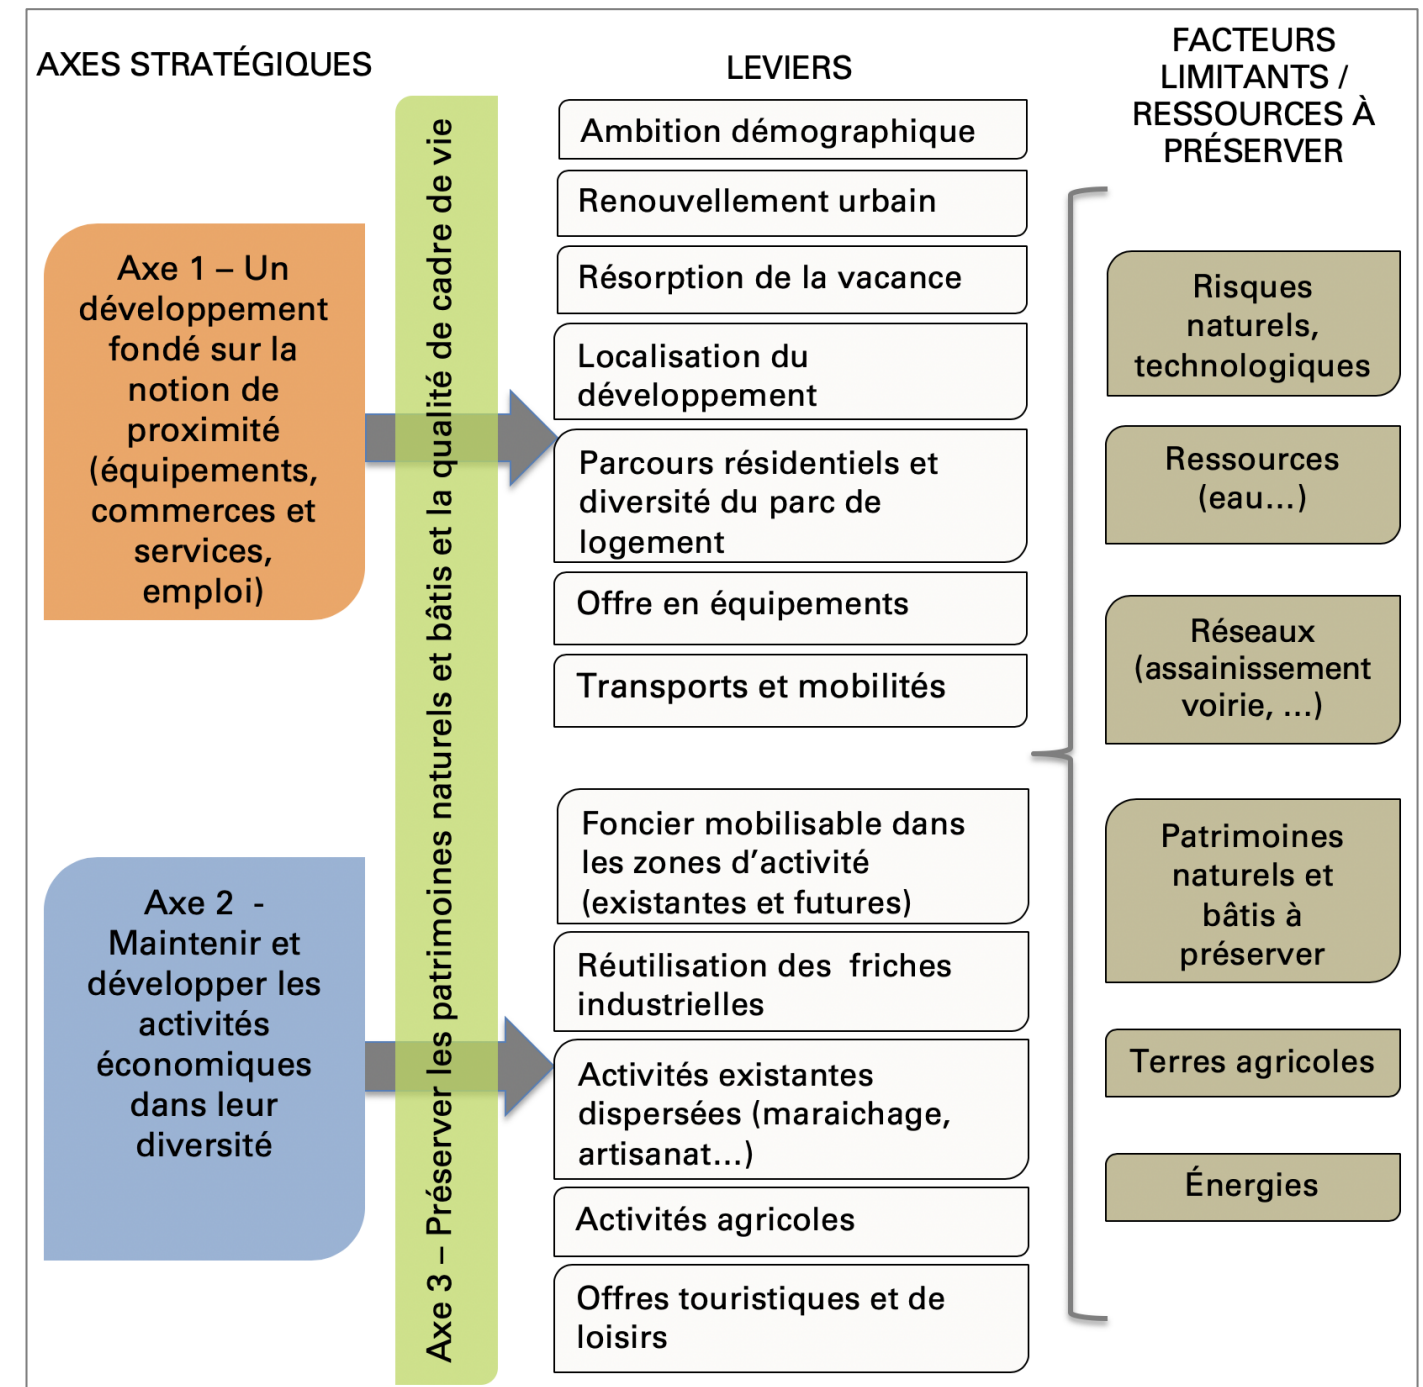 AXES STRATÉGIQUES
Axe 1 – Un
développement
fondé sur la
notion de
proximité
(équipements,
commerces et
services,
emploi)
Axe 2  -
Maintenir et
développer les
activités
économiques
dans leur
diversité
Axe 3 – Préserver les patrimoines naturels et bâtis et la qualité de cadre de vie
LEVIERS
Ambition démographique
Renouvellement urbain
Résorption de la vacance
Localisation du
développement
Parcours résidentiels et
diversité du parc de
logement
Offre en équipements
Transports et mobilités
Foncier mobilisable dans
les zones d’activité
(existantes et futures)
Réutilisation des  friches
industrielles
Activités existantes
dispersées (maraichage,
artisanat…)
Activités agricoles
Offres touristiques et de
loisirs
FACTEURS
LIMITANTS /
RESSOURCES À
PRÉSERVER
Risques
naturels,
technologiques
Ressources
(eau…)
Réseaux
(assainissement
voirie, …)
Patrimoines
naturels et
bâtis à
préserver
Terres agricoles
Énergies